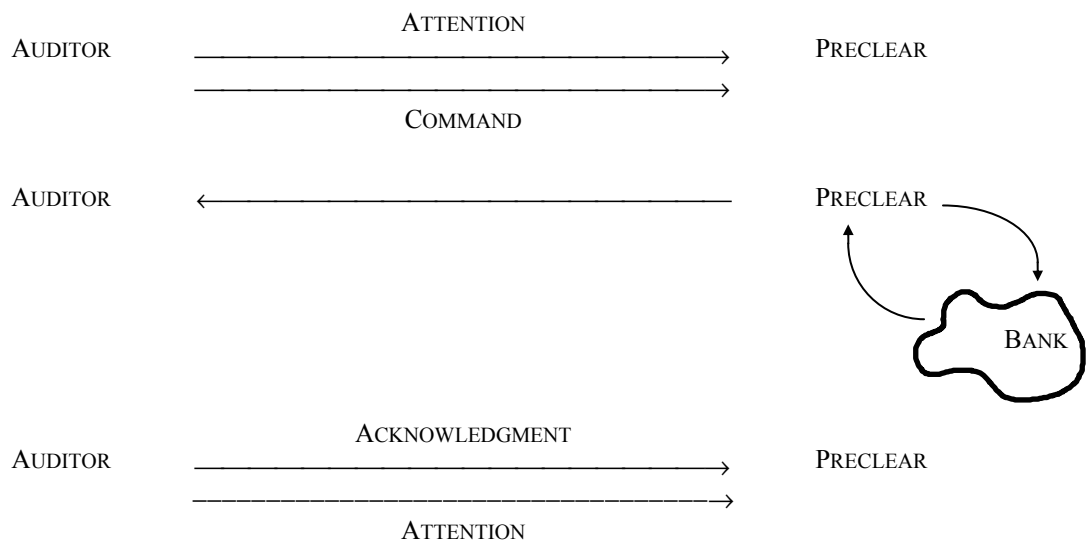 ATTENTION
AUDITOR PRECLEAR
COMMAND
AUDITOR PRECLEAR
BANK
ACKNOWLEDGMENT
AUDITOR PRECLEAR
ATTENTION